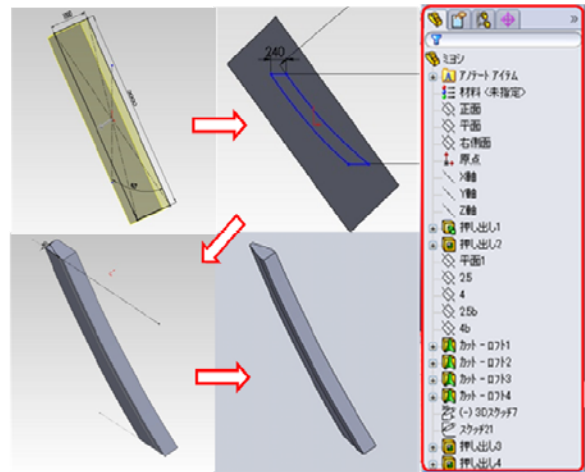 240
ミヨシ
アノテート アイテム
材料 <未指定>
正面
平面
右側面
原点
X軸
Y軸
Z軸
押し出し1
押し出し2
平面1
2.5
4
2.5b
4b
カット - ロフト1
カット - ロフト2
カット - ロフト3
カット - ロフト4
(-) 3Dスケッチ7
スケッチ21
押し出し3
押し出し4